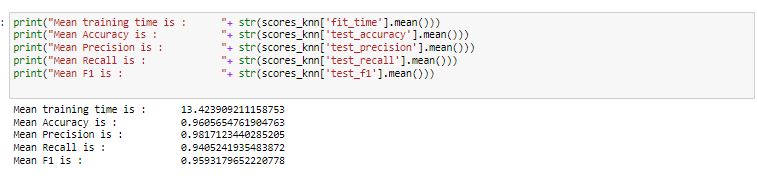 : print("Mean training time is :      "+ str(scores_knn['fit_time'].mean()))
print("Mean Accuracy is :           "+ str(scores_knn['test_accuracy'].mean()))
print("Mean Precision is :          "+ str(scores_knn['test_precision'].mean()))
print("Mean Recall is :             "+ str(scores_knn['test_recall'].mean()))
print("Mean F1 is :                 "+ str(scores_knn['test_f1'].mean()))
Mean training time is :      13.423909211158753
Mean Accuracy is :           0.9605654761904763
Mean Precision is :          0.9817123440285205
Mean Recall is :             0.9405241935483872
Mean F1 is :                 0.9593179652220778